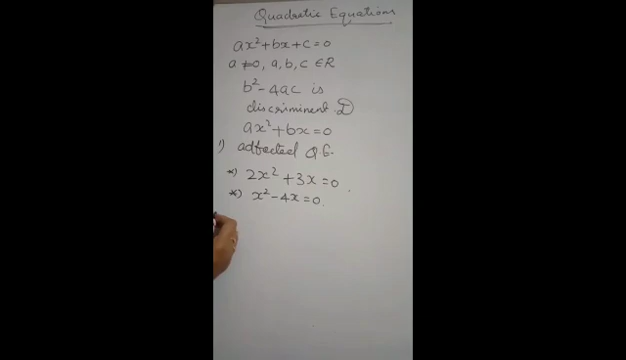 Quadratic Equations
ax²+bx+c=0
a≠0, a, b, c ∈R
b²-4ac is
discriminent D
ax²+bx=0
1) adfected Q.E.
*) 2x²+3x=0
*) x²-4x=0.